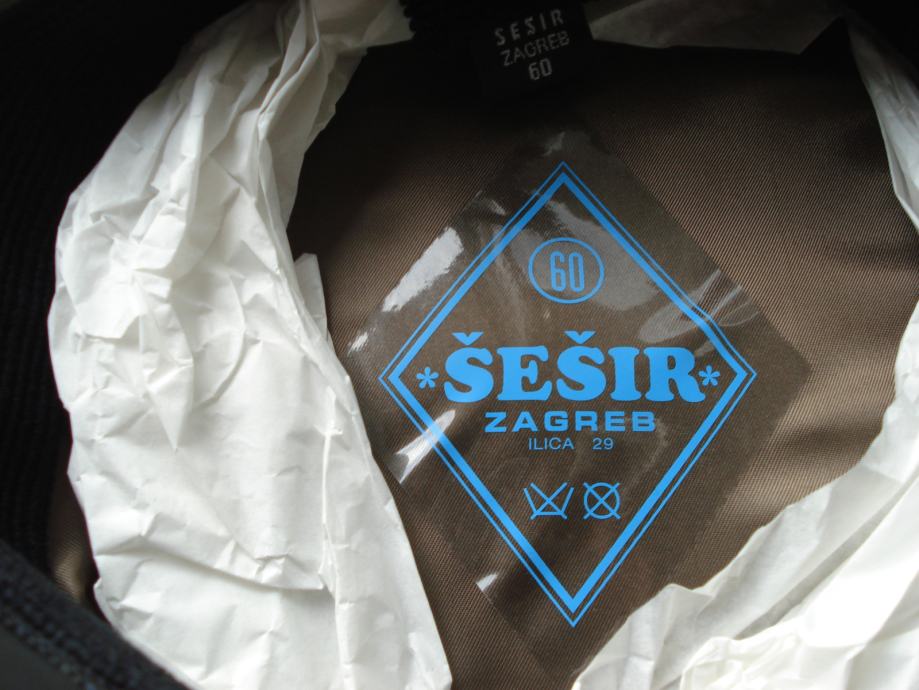 ŠEŠIR
ZAGREB
60
60
*ŠEŠIR*
ZAGREB
ILICA 29